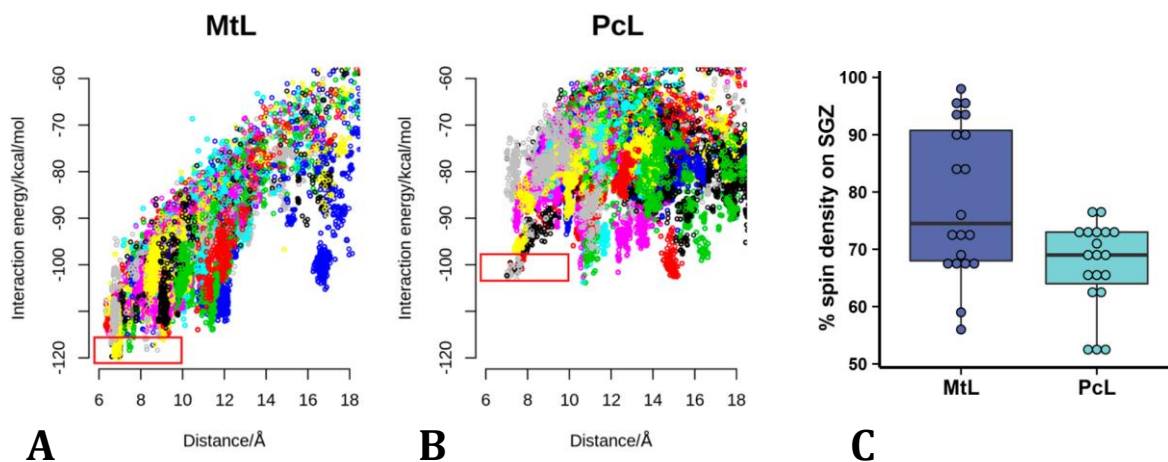 MtL
Interaction energy/kcal/mol
-60
-70
-80
-90
-100
-120
6 8 10 12 14 16 18
Distance/Å
A
PcL
Interaction energy/kcal/mol
-60
-70
-80
-90
-100
-120
6 8 10 12 14 16 18
Distance/Å
B
% spin density on SGZ
100
90
80
70
60
50
MtL PcL
C